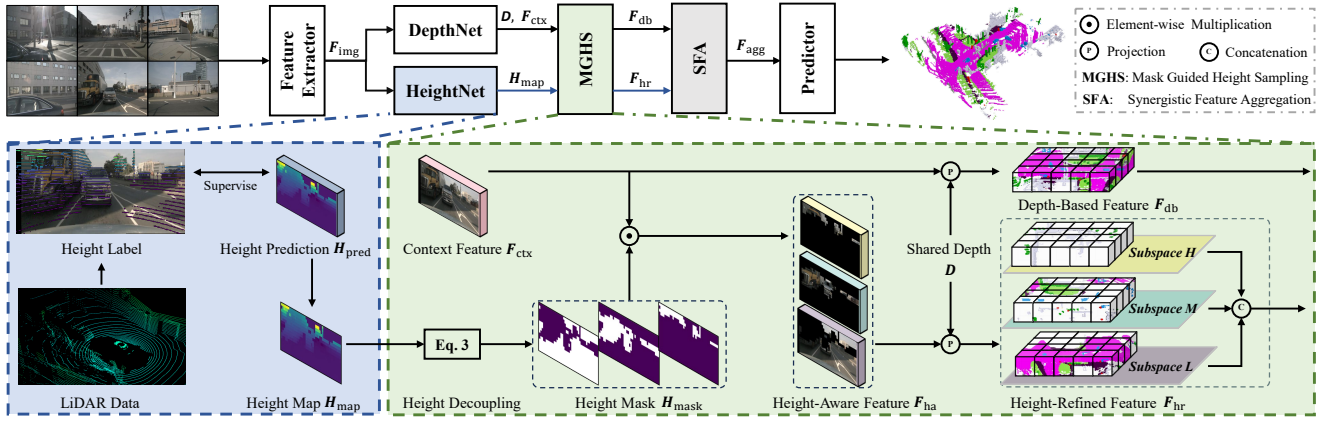 Feature Extractor
F_img
DepthNet
HeightNet
D, F_ctx
H_map
MGHS
F_db
F_hr
SFA
F_agg
Predictor
Element-wise Multiplication
P Projection
C Concatenation
MGHS: Mask Guided Height Sampling
SFA: Synergistic Feature Aggregation
Supervise
Height Label
Height Prediction H_pred
LiDAR Data
Height Map H_map
Context Feature F_ctx
Eq. 3
Height Decoupling
Height Mask H_mask
Height-Aware Feature F_ha
P
Shared Depth
D
P
Depth-Based Feature F_db
Subspace H
Subspace M
Subspace L
C
Height-Refined Feature F_hr